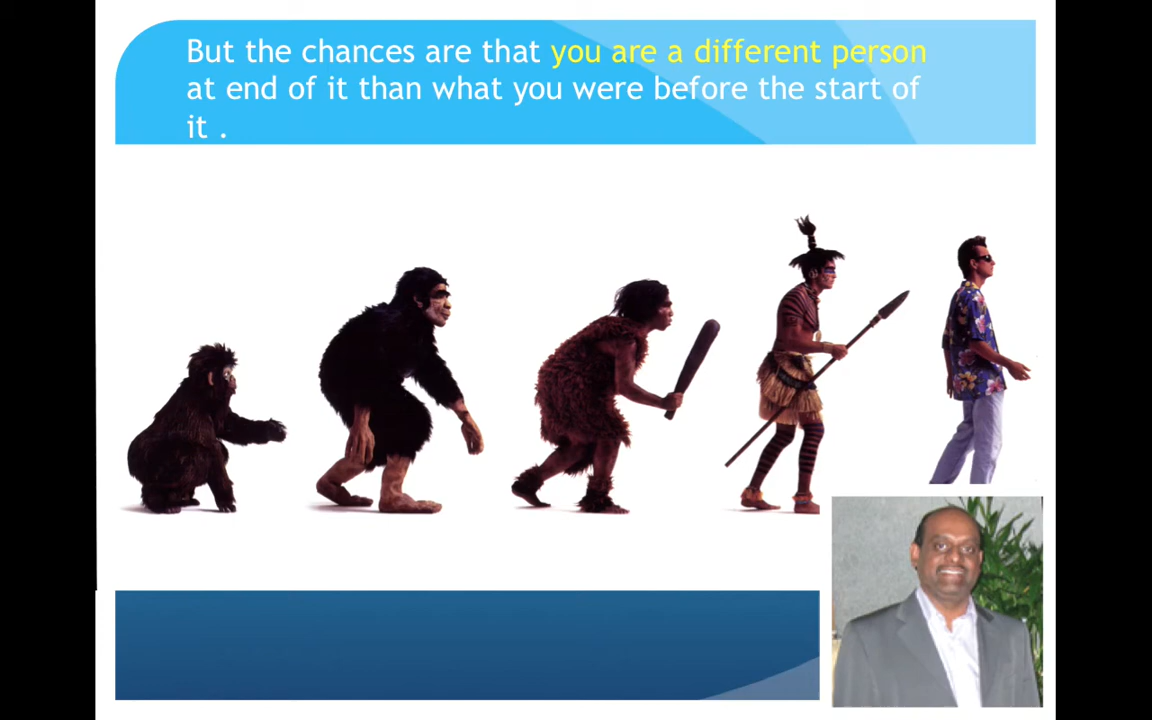 But the chances are that you are a different person
at end of it than what you were before the start of
it .